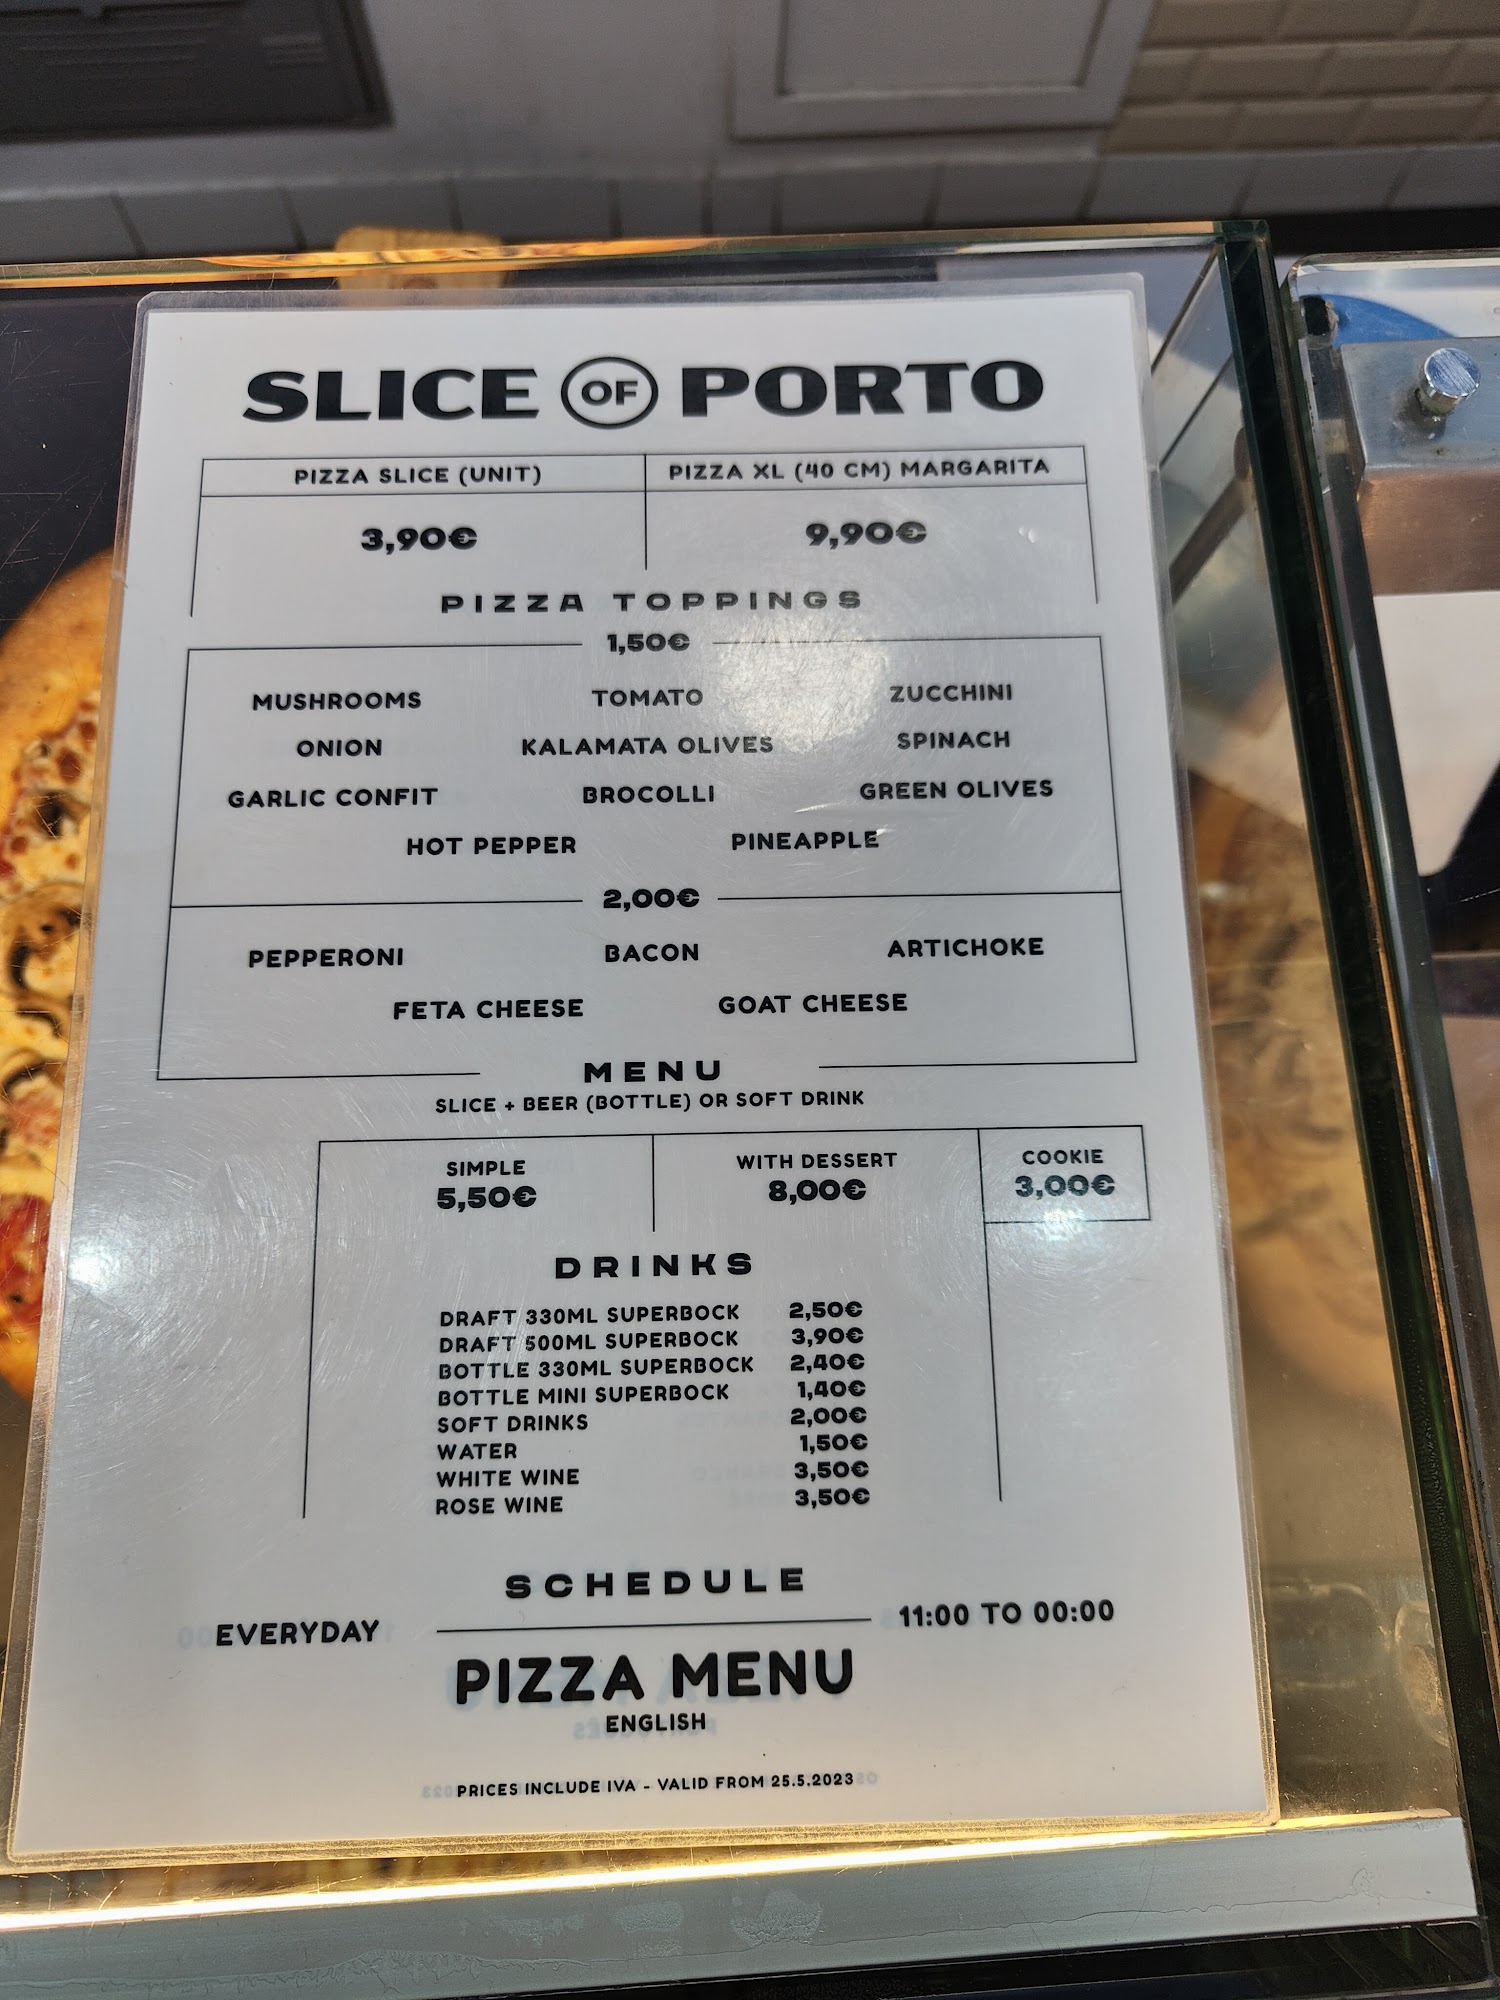 SLICE OF PORTO
PIZZA SLICE (UNIT) PIZZA XL (40 CM) MARGARITA
3,90€ 9,90€
PIZZA TOPPINGS
1,50€
MUSHROOMS TOMATO ZUCCHINI
ONION KALAMATA OLIVES SPINACH
GARLIC CONFIT BROCOLLI GREEN OLIVES
HOT PEPPER PINEAPPLE
2,00€
PEPPERONI BACON ARTICHOKE
FETA CHEESE GOAT CHEESE
MENU
SLICE + BEER (BOTTLE) OR SOFT DRINK
SIMPLE WITH DESSERT COOKIE
5,50€ 8,00€ 3,00€
DRINKS
DRAFT 330ML SUPERBOCK 2,50€
DRAFT 500ML SUPERBOCK 3,90€
BOTTLE 330ML SUPERBOCK 2,40€
BOTTLE MINI SUPERBOCK 1,40€
SOFT DRINKS 2,00€
WATER 1,50€
WHITE WINE 3,50€
ROSE WINE 3,50€
SCHEDULE
EVERYDAY 11:00 TO 00:00
PIZZA MENU
ENGLISH
PRICES INCLUDE IVA - VALID FROM 25.5.2023